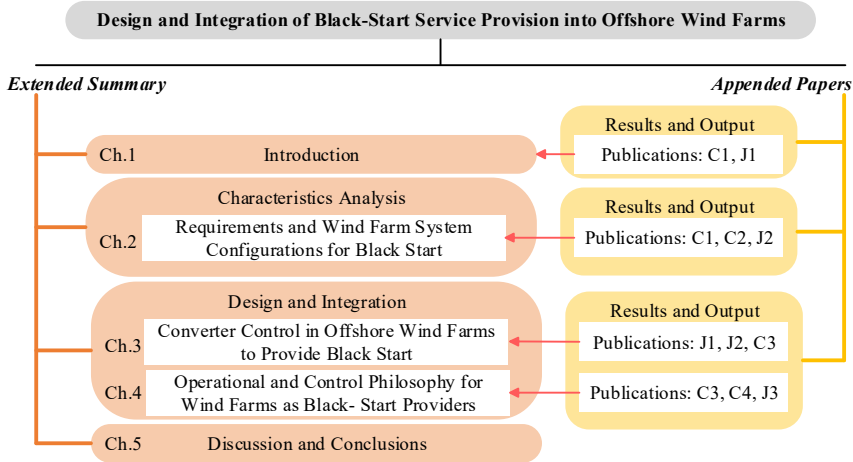 Design and Integration of Black-Start Service Provision into Offshore Wind Farms
Extended Summary
Appended Papers
Results and Output
Ch.1 Introduction
Publications: C1, J1
Characteristics Analysis
Results and Output
Ch.2
Requirements and Wind Farm System
Configurations for Black Start
Publications: C1, C2, J2
Design and Integration
Results and Output
Ch.3
Converter Control in Offshore Wind Farms
to Provide Black Start
Publications: J1, J2, C3
Ch.4
Operational and Control Philosophy for
Wind Farms as Black- Start Providers
Publications: C3, C4, J3
Ch.5 Discussion and Conclusions